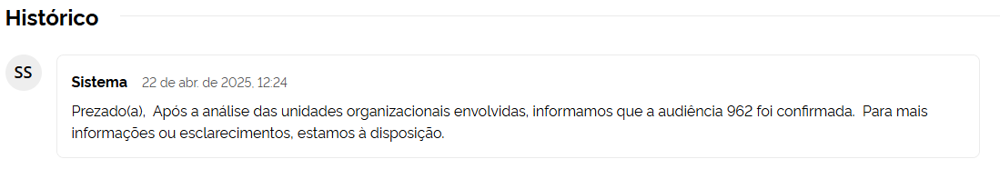 Histórico
SS
Sistema 22 de abr. de 2025, 12:24
Prezado(a),  Após a análise das unidades organizacionais envolvidas, informamos que a audiência 962 foi confirmada.  Para mais
informações ou esclarecimentos, estamos à disposição.